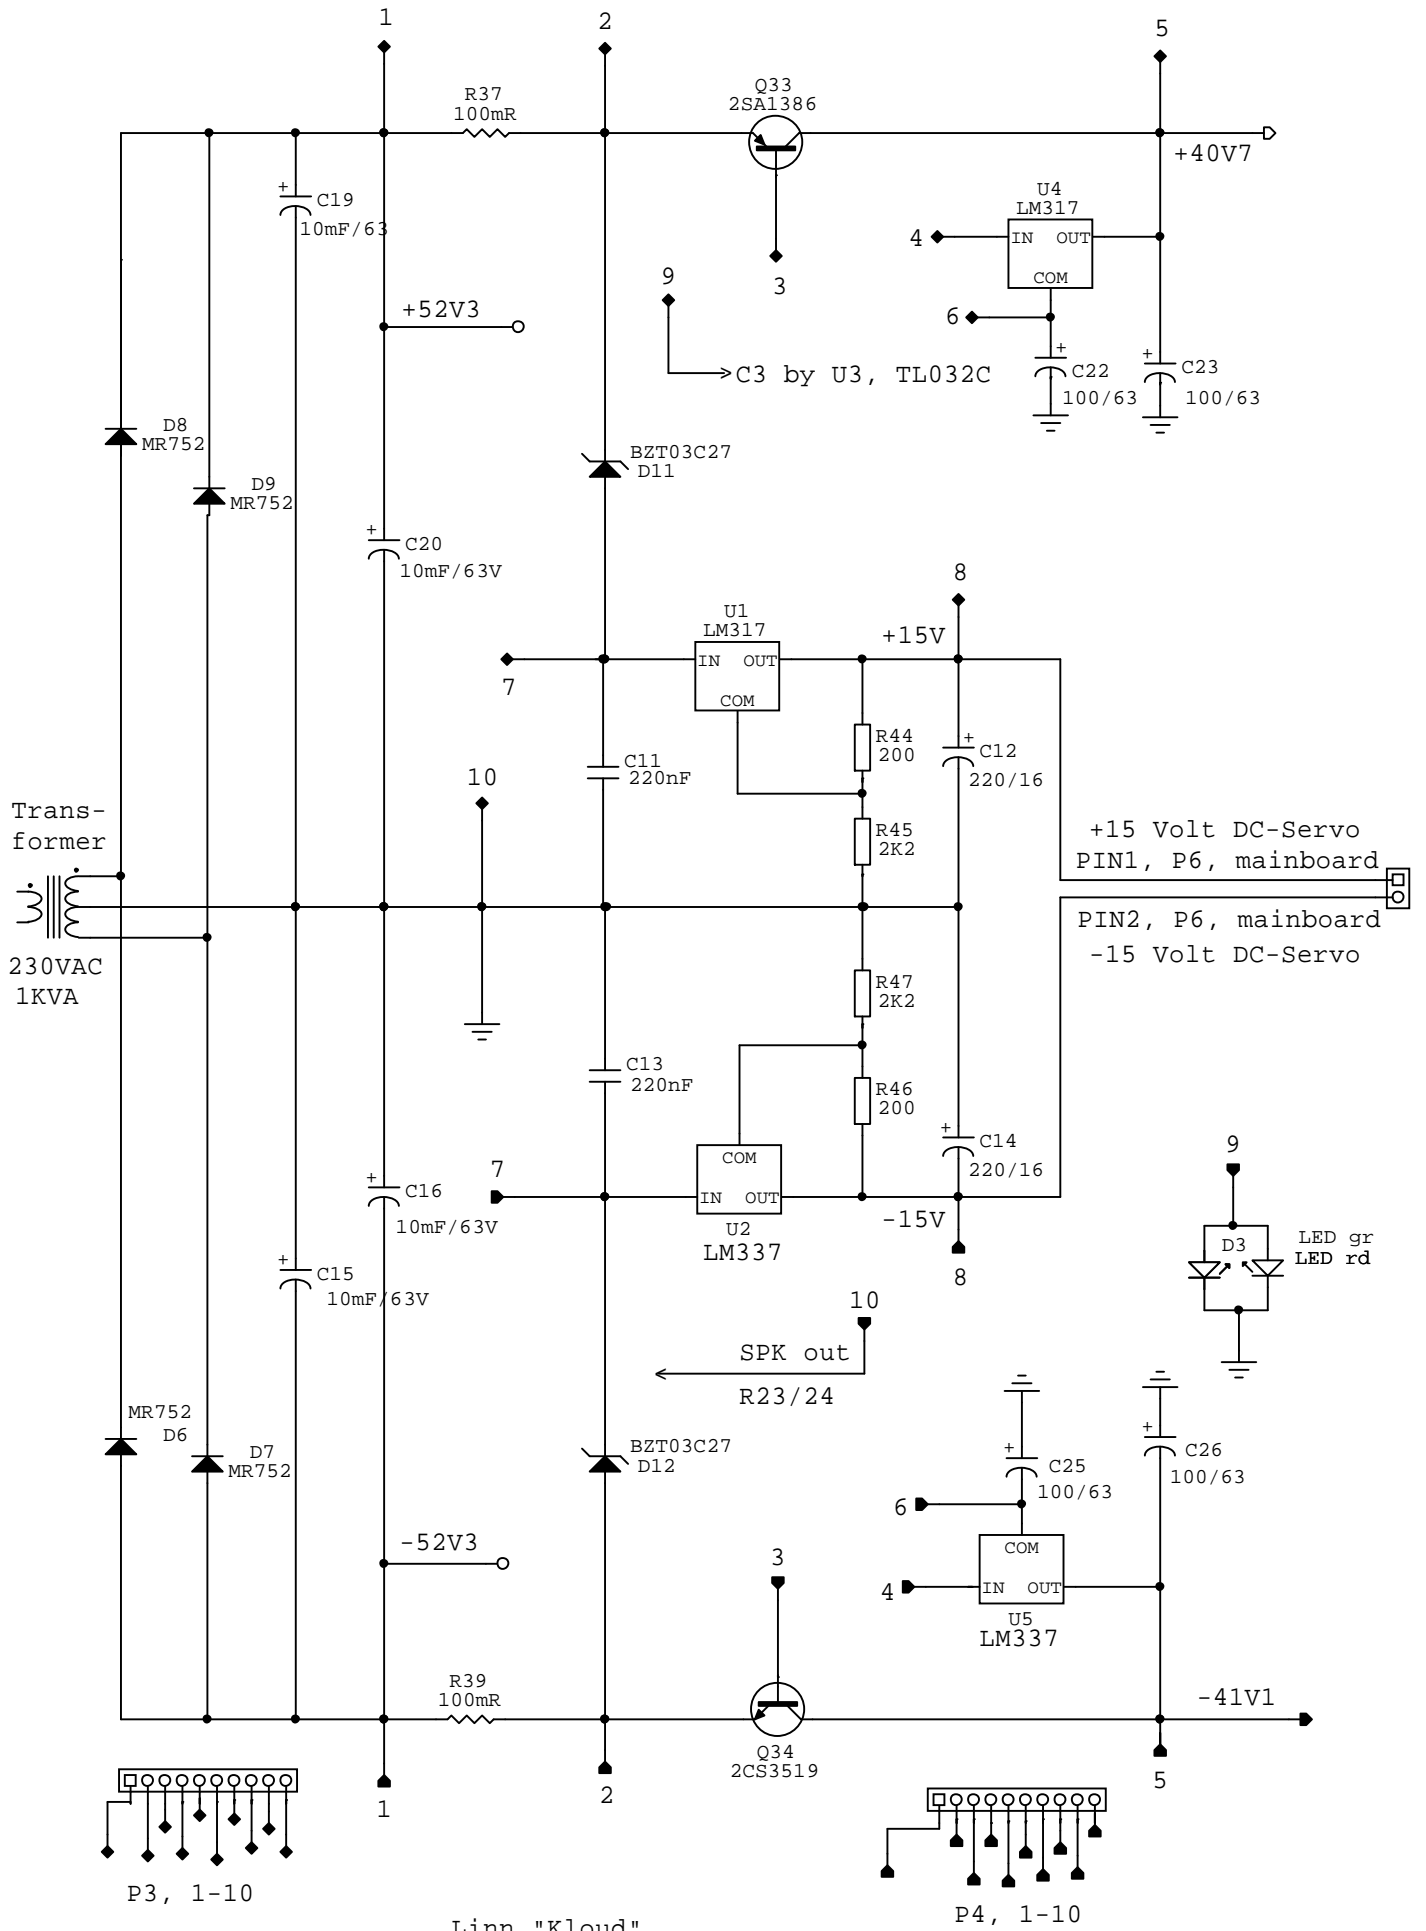 1
2
5
R37
100mR
Q33
2SA1386
+40V7
+
C19
10mF/63
U4
LM317
4
IN OUT
COM
3
9
6
+52V3
C3 by U3, TL032C
+
C22
100/63
+
C23
100/63
D8
MR752
BZT03C27
D11
D9
MR752
+
C20
10mF/63V
8
U1
LM317
+15V
IN OUT
COM
7
R44
200
+
C12
220/16
C11
220nF
10
Trans-
former
R45
2K2
+15 Volt DC-Servo
PIN1, P6, mainboard
PIN2, P6, mainboard
-15 Volt DC-Servo
230VAC
1KVA
R47
2K2
C13
220nF
R46
200
+
C14
220/16
9
7
COM
IN OUT
U2
LM337
-15V
8
+
C16
10mF/63V
D3
LED gr
LED rd
+
C15
10mF/63V
10
SPK out
R23/24
MR752
D6
D7
MR752
BZT03C27
D12
+
C25
100/63
+
C26
100/63
6
COM
4
IN OUT
U5
LM337
-52V3
3
R39
100mR
-41V1
Q34
2CS3519
1
2
5
P3, 1-10
P4, 1-10
Linn "Kloud"